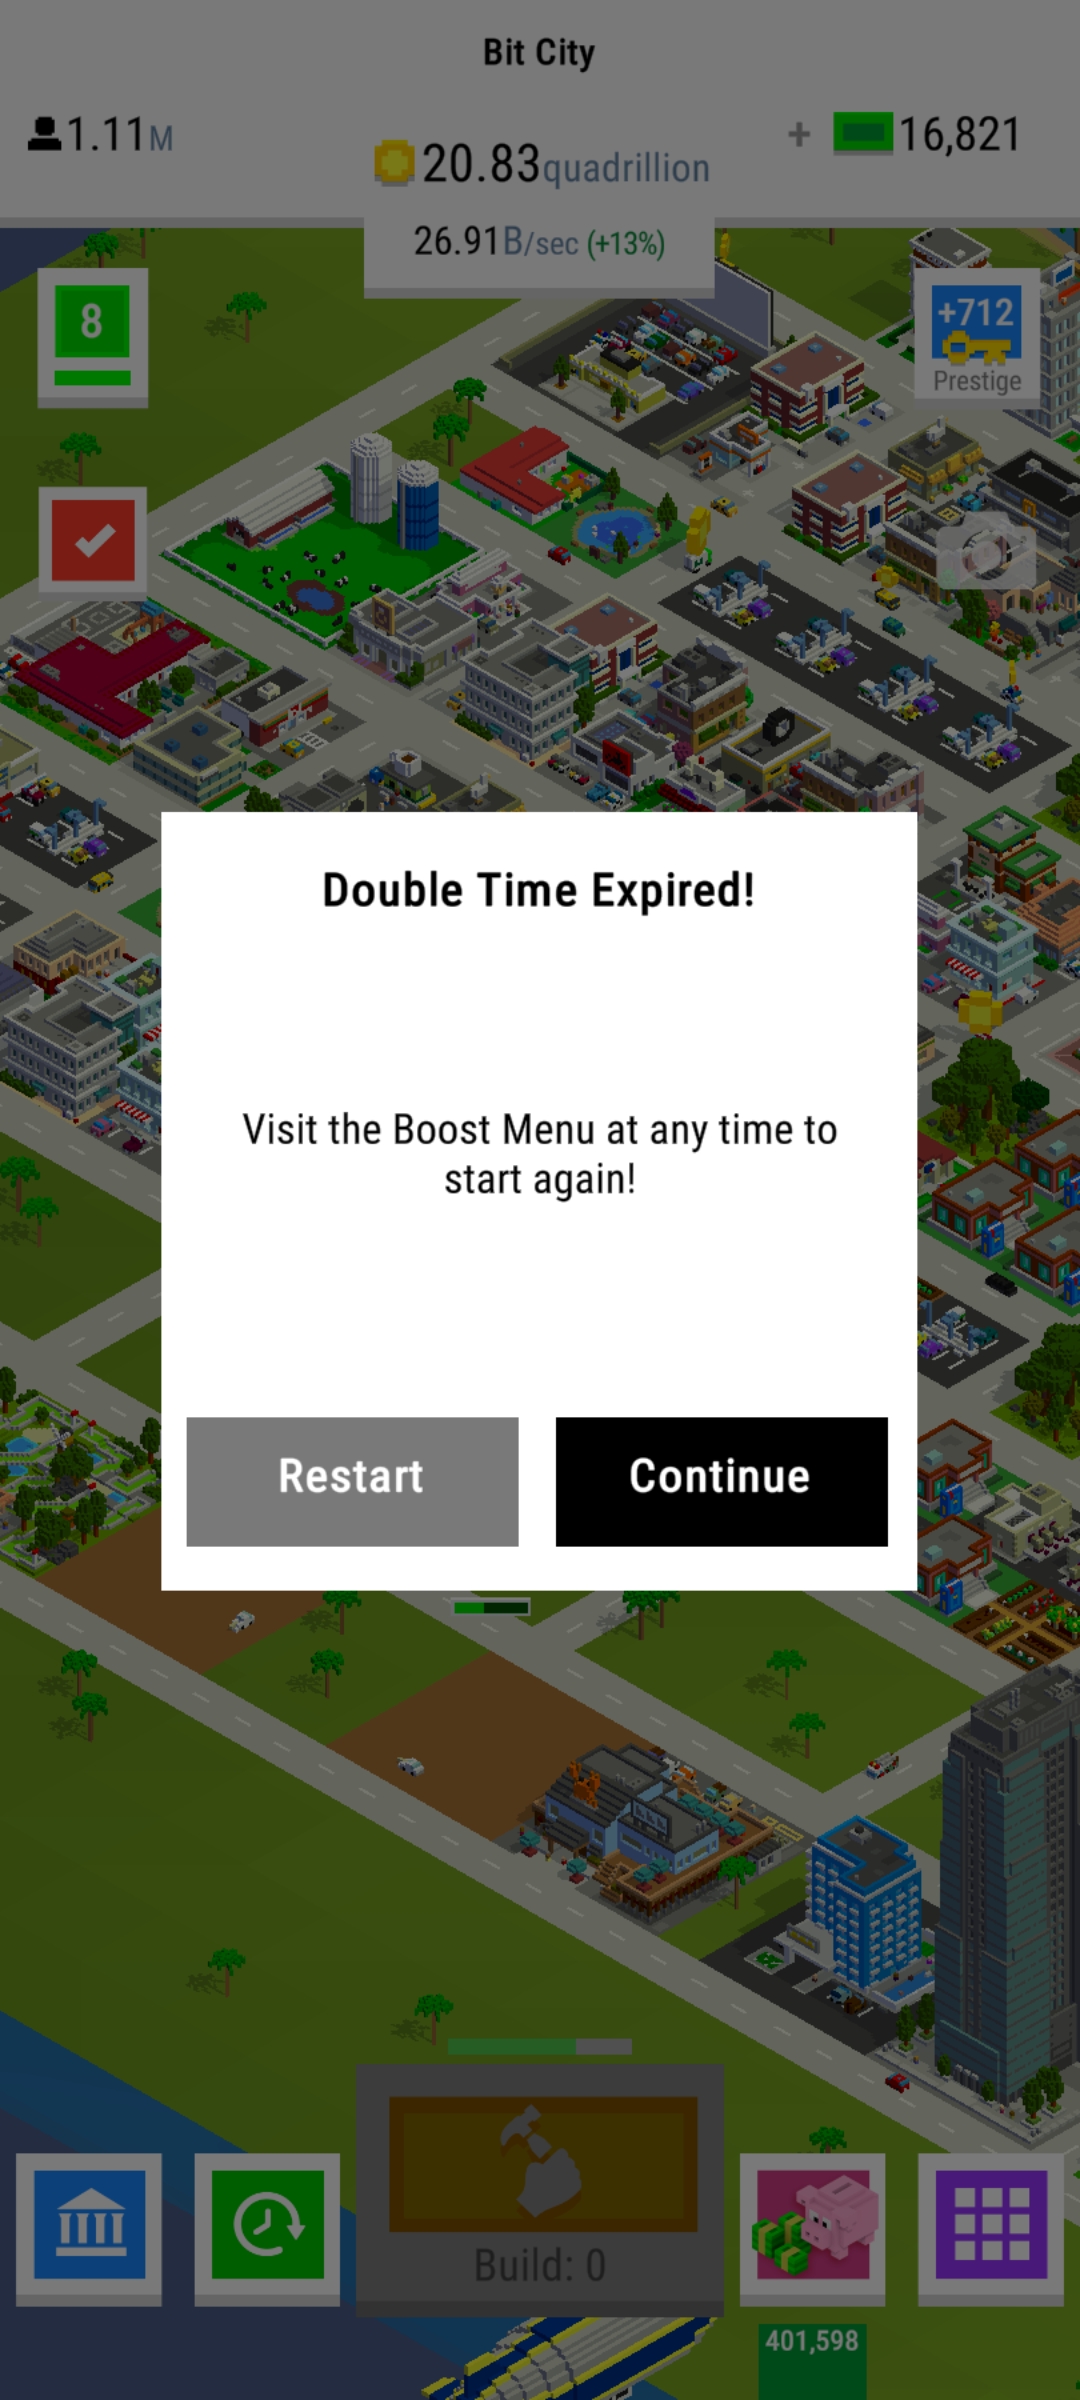 Bit City
1.11M
20.83quadrillion
+ 16,821
26.91B/sec (+13%)
8
+712
Prestige
Double Time Expired!
Visit the Boost Menu at any time to
start again!
Restart
Continue
Build: 0
401,598